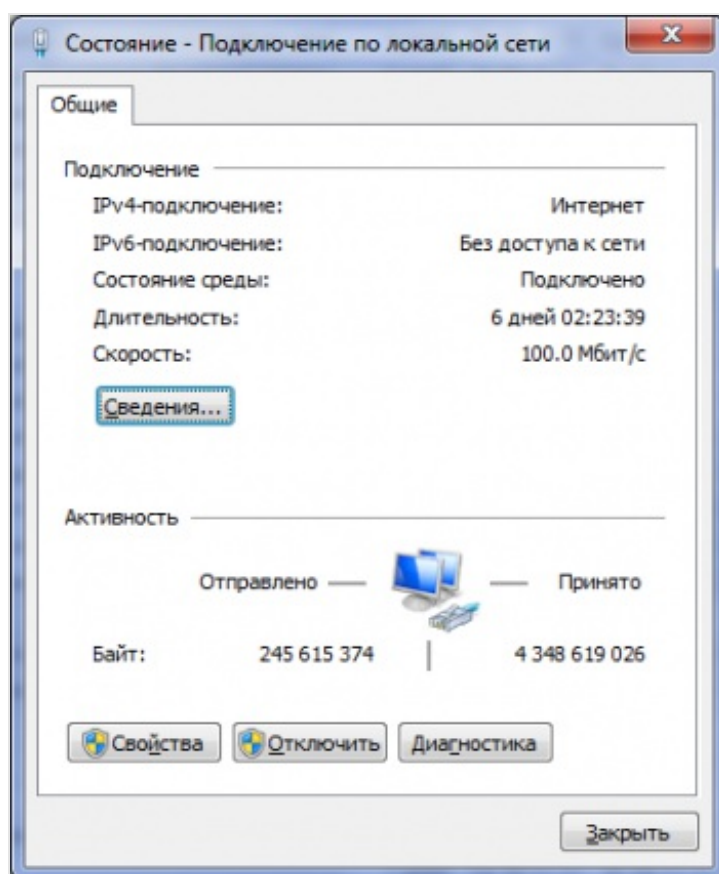 Состояние - Подключение по локальной сети
Общие
Подключение
IPv4-подключение: Интернет
IPv6-подключение: Без доступа к сети
Состояние среды: Подключено
Длительность: 6 дней 02:23:39
Скорость: 100.0 Мбит/с
Сведения...
Активность
Отправлено — — Принято
Байт: 245 615 374 | 4 348 619 026
Свойства Отключить Диагностика
Закрыть